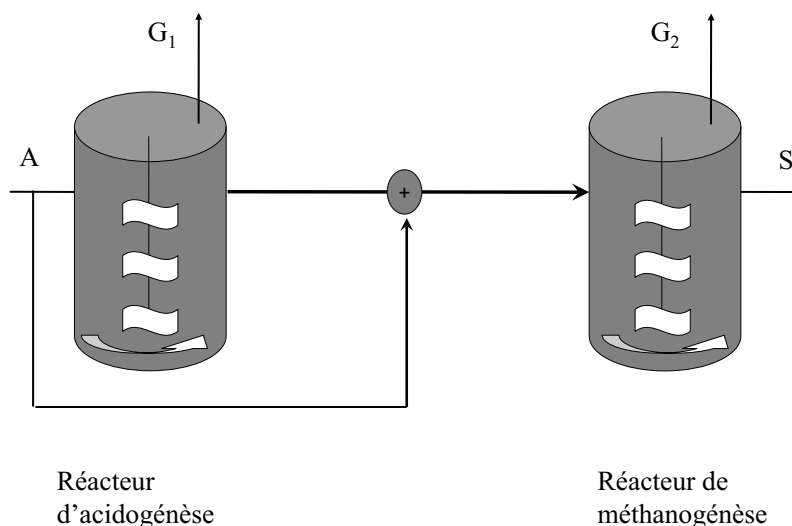 G₁
G₂
A
S
+
Réacteur
d’acidogénèse
Réacteur de
méthanogénèse